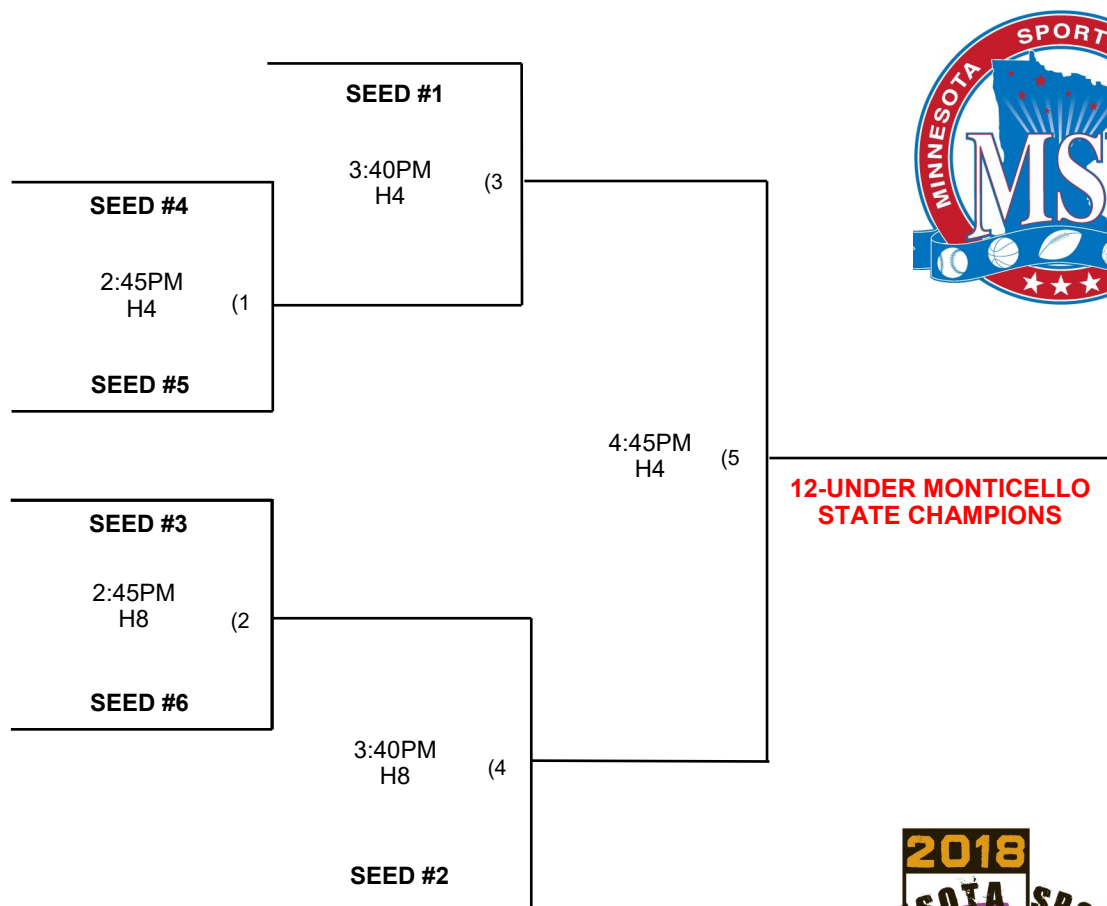 SPORT
MINNESOTA
SEED #1
3:40PM
H4
(3
SEED #4
2:45PM
H4
(1
SEED #5
4:45PM
H4
(5
12-UNDER MONTICELLO
STATE CHAMPIONS
SEED #3
2:45PM
H8
(2
SEED #6
3:40PM
H8
(4
SEED #2
2018